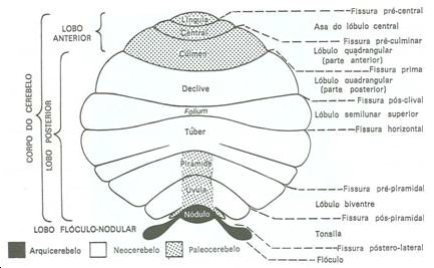 Fissura pré-central
Língula
Asa do lóbulo central
Central
Fissura pré-culminar
LOBO
ANTERIOR
Cúlmen
Lóbulo quadrangular
(parte anterior)
Fissura prima
Lóbulo quadrangular
(parte posterior)
Declive
Fissura pós-clival
Folium
Lóbulo semilunar superior
Túber
Fissura horizontal
CORPO DO CEREBELO
LOBO POSTERIOR
Pirâmide
Úvula
Fissura pré-piramidal
Lóbulo biventre
Nódulo
Fissura pós-piramidal
LOBO FLÓCULO-NODULAR
Tonsila
Fissura póstero-lateral
Flóculo
Arquicerebelo Neocerebelo Paleocerebelo